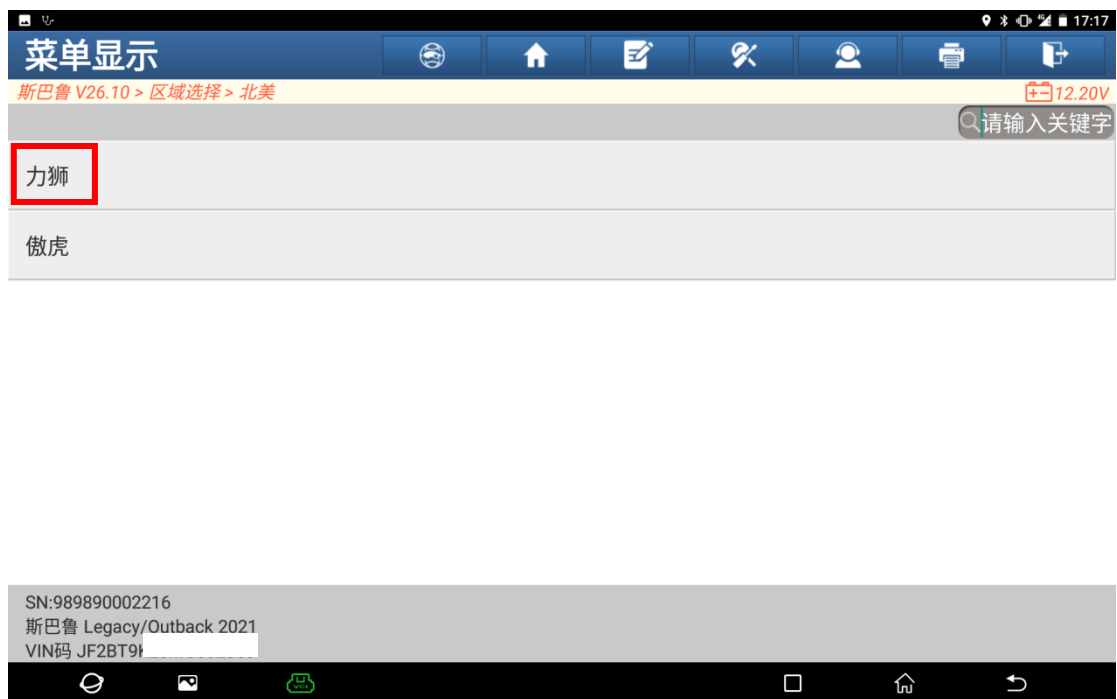 17:17
菜单显示
斯巴鲁 V26.10 > 区域选择 > 北美
12.20V
请输入关键字
力狮
傲虎
SN:989890002216
斯巴鲁 Legacy/Outback 2021
VIN码 JF2BT9
VCI